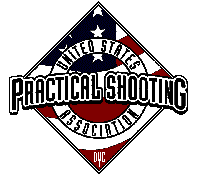 UNITED STATES
PRACTICAL SHOOTING
ASSOCIATION
DVC